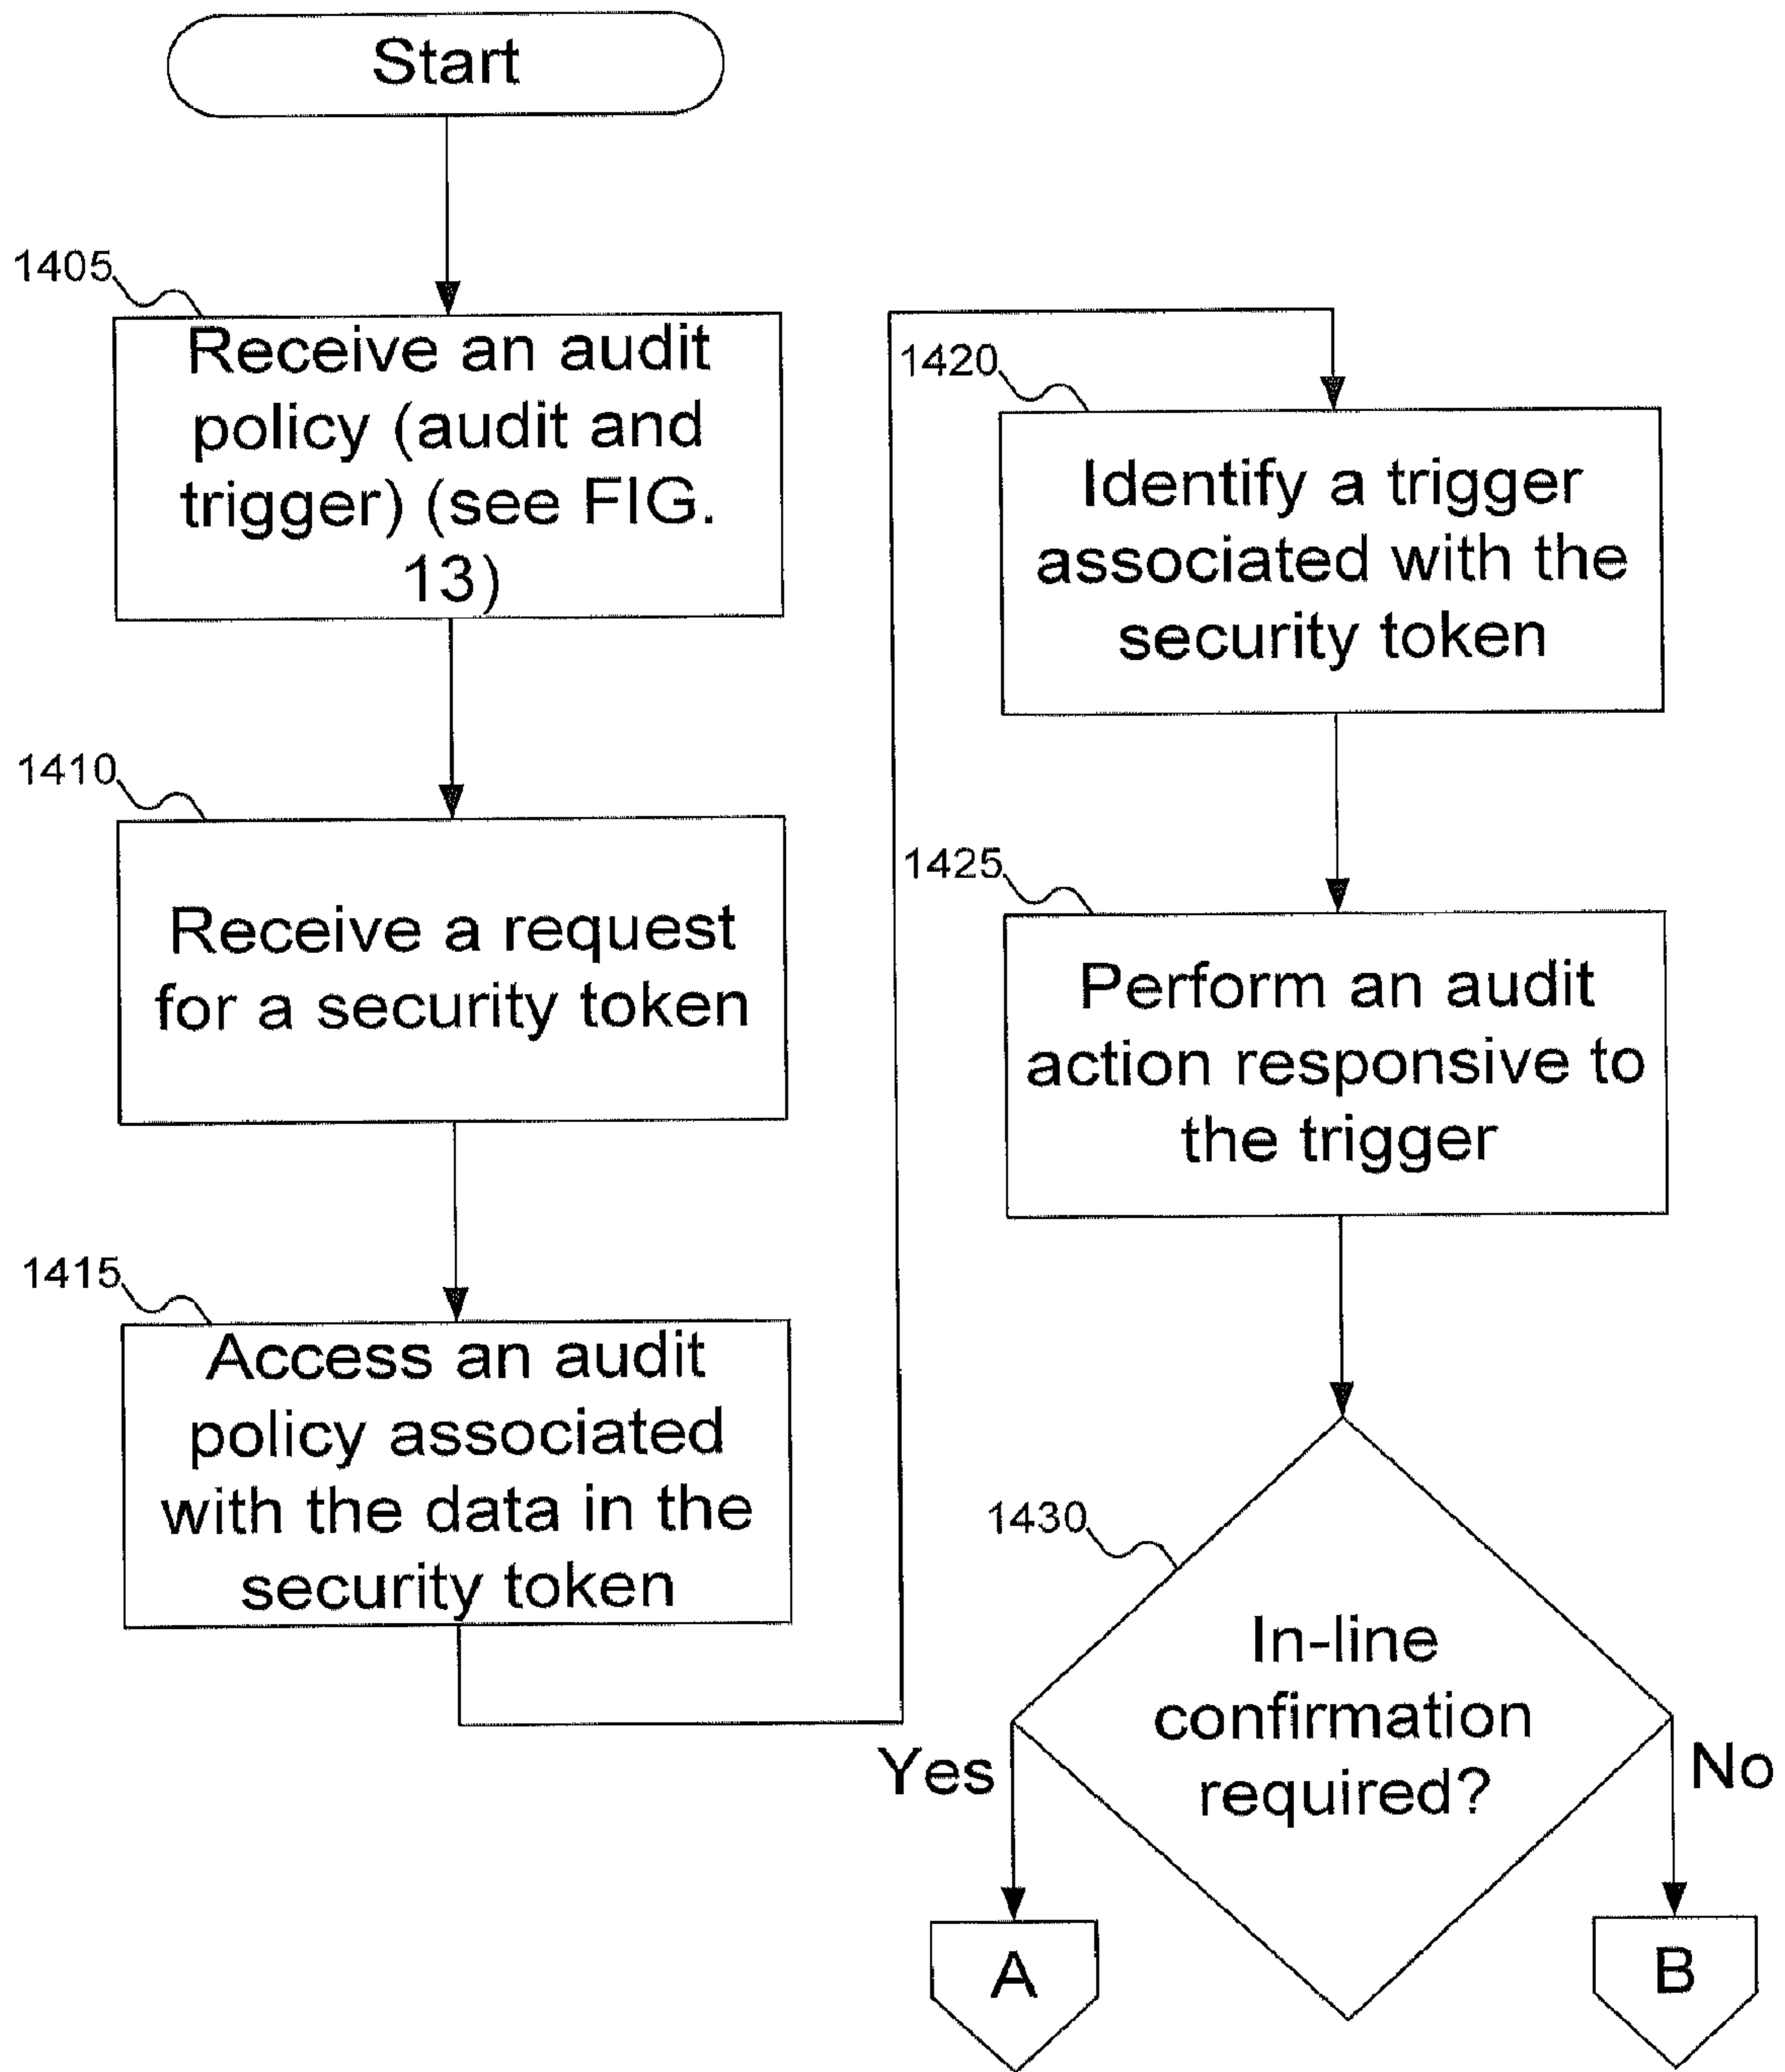 Start
1405
Receive an audit
policy (audit and
trigger) (see FIG.
13)
1410
Receive a request
for a security token
1415
Access an audit
policy associated
with the data in the
security token
1420
Identify a trigger
associated with the
security token
1425
Perform an audit
action responsive to
the trigger
1430
In-line
confirmation
required?
Yes
No
A
B